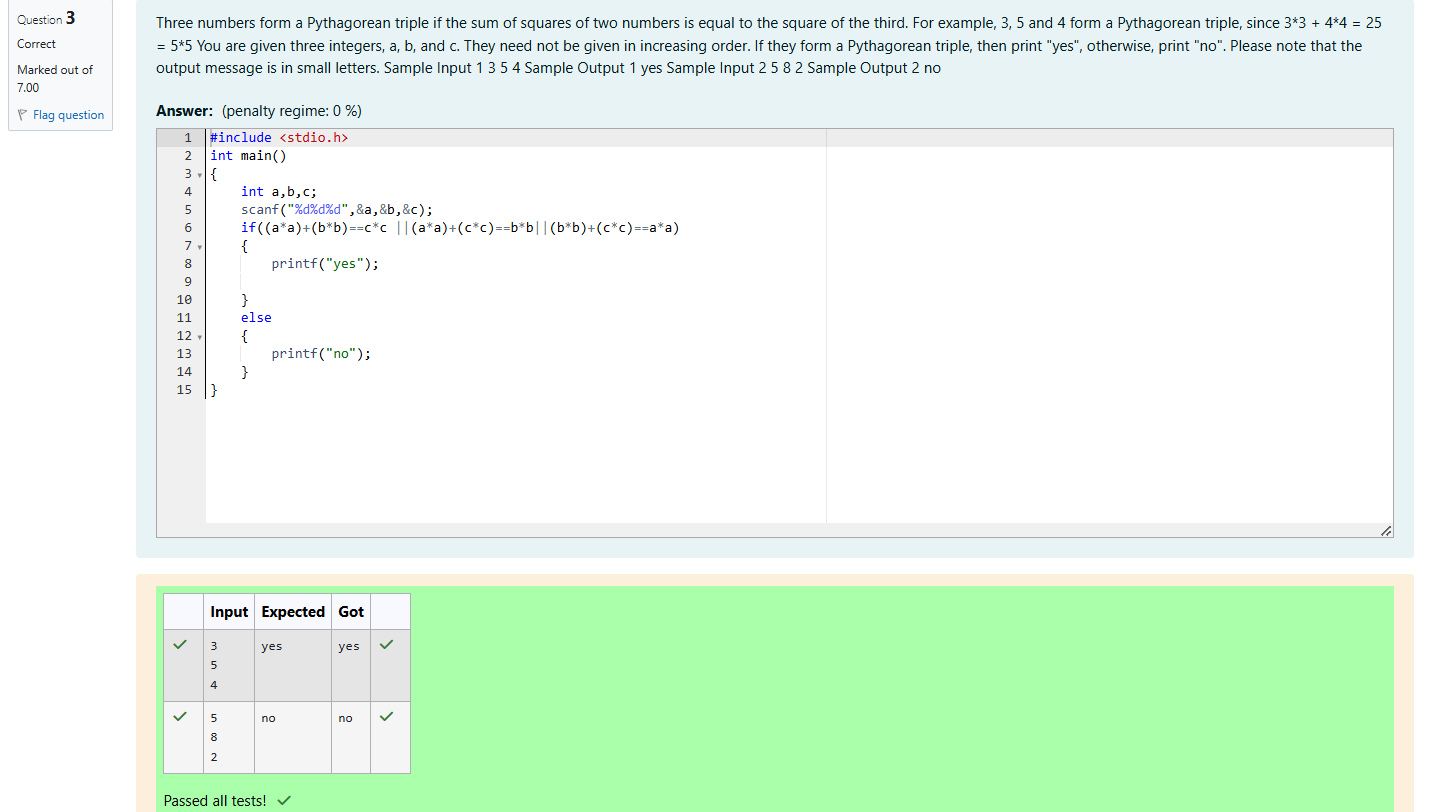 Question 3
Correct
Marked out of
7.00
Flag question
Three numbers form a Pythagorean triple if the sum of squares of two numbers is equal to the square of the third. For example, 3, 5 and 4 form a Pythagorean triple, since 3*3 + 4*4 = 25
= 5*5 You are given three integers, a, b, and c. They need not be given in increasing order. If they form a Pythagorean triple, then print "yes", otherwise, print "no". Please note that the
output message is in small letters. Sample Input 1 3 5 4 Sample Output 1 yes Sample Input 2 5 8 2 Sample Output 2 no
Answer: (penalty regime: 0 %)
1 #include <stdio.h>
2 int main()
3 {
4     int a,b,c;
5     scanf("%d%d%d",&a,&b,&c);
6     if((a*a)+(b*b)==c*c ||(a*a)+(c*c)==b*b||(b*b)+(c*c)==a*a)
7     {
8         printf("yes");
9
10     }
11     else
12     {
13         printf("no");
14     }
15 }
Input Expected Got
3 yes yes
5
4
5 no no
8
2
Passed all tests!